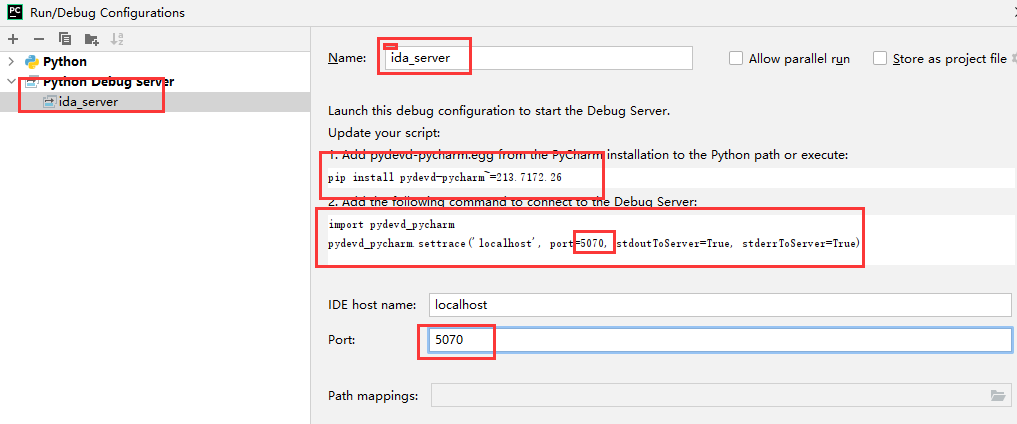 PC Run/Debug Configurations
Python
Python Debug Server
ida_server
Name: ida_server
Allow parallel run
Store as project file
Launch this debug configuration to start the Debug Server.
Update your script:
1. Add pydevd-pycharm.egg from the PyCharm installation to the Python path or execute:
pip install pydevd-pycharm~=213.7172.26
2. Add the following command to connect to the Debug Server:
import pydevd_pycharm
pydevd_pycharm.settrace('localhost', port=5070, stdoutToServer=True, stderrToServer=True)
IDE host name: localhost
Port: 5070
Path mappings: